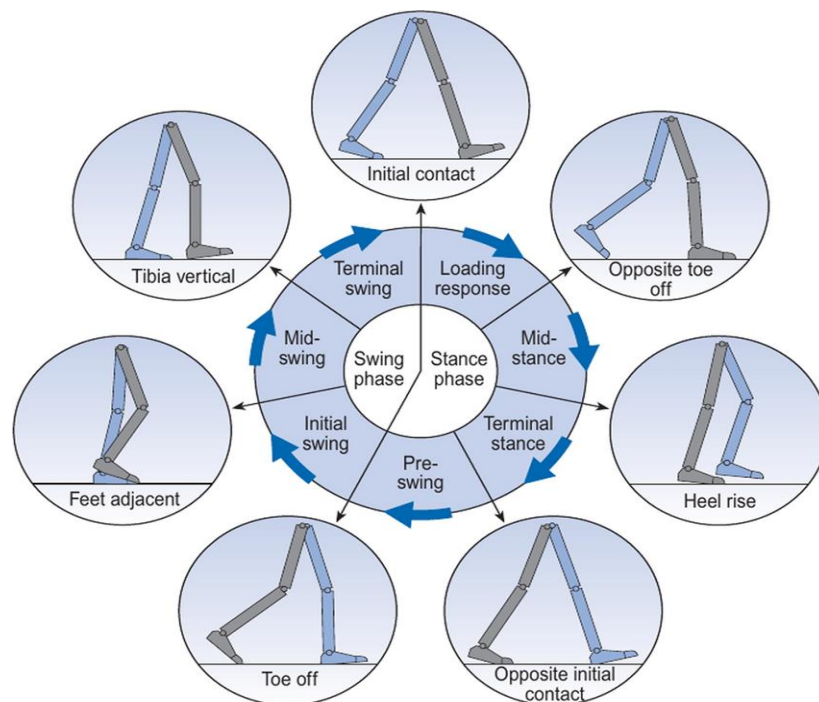 Initial contact
Tibia vertical
Opposite toe
off
Terminal
swing
Loading
response
Mid-
swing
Swing
phase
Stance
phase
Mid-
stance
Initial
swing
Terminal
stance
Pre-
swing
Feet adjacent
Heel rise
Toe off
Opposite initial
contact